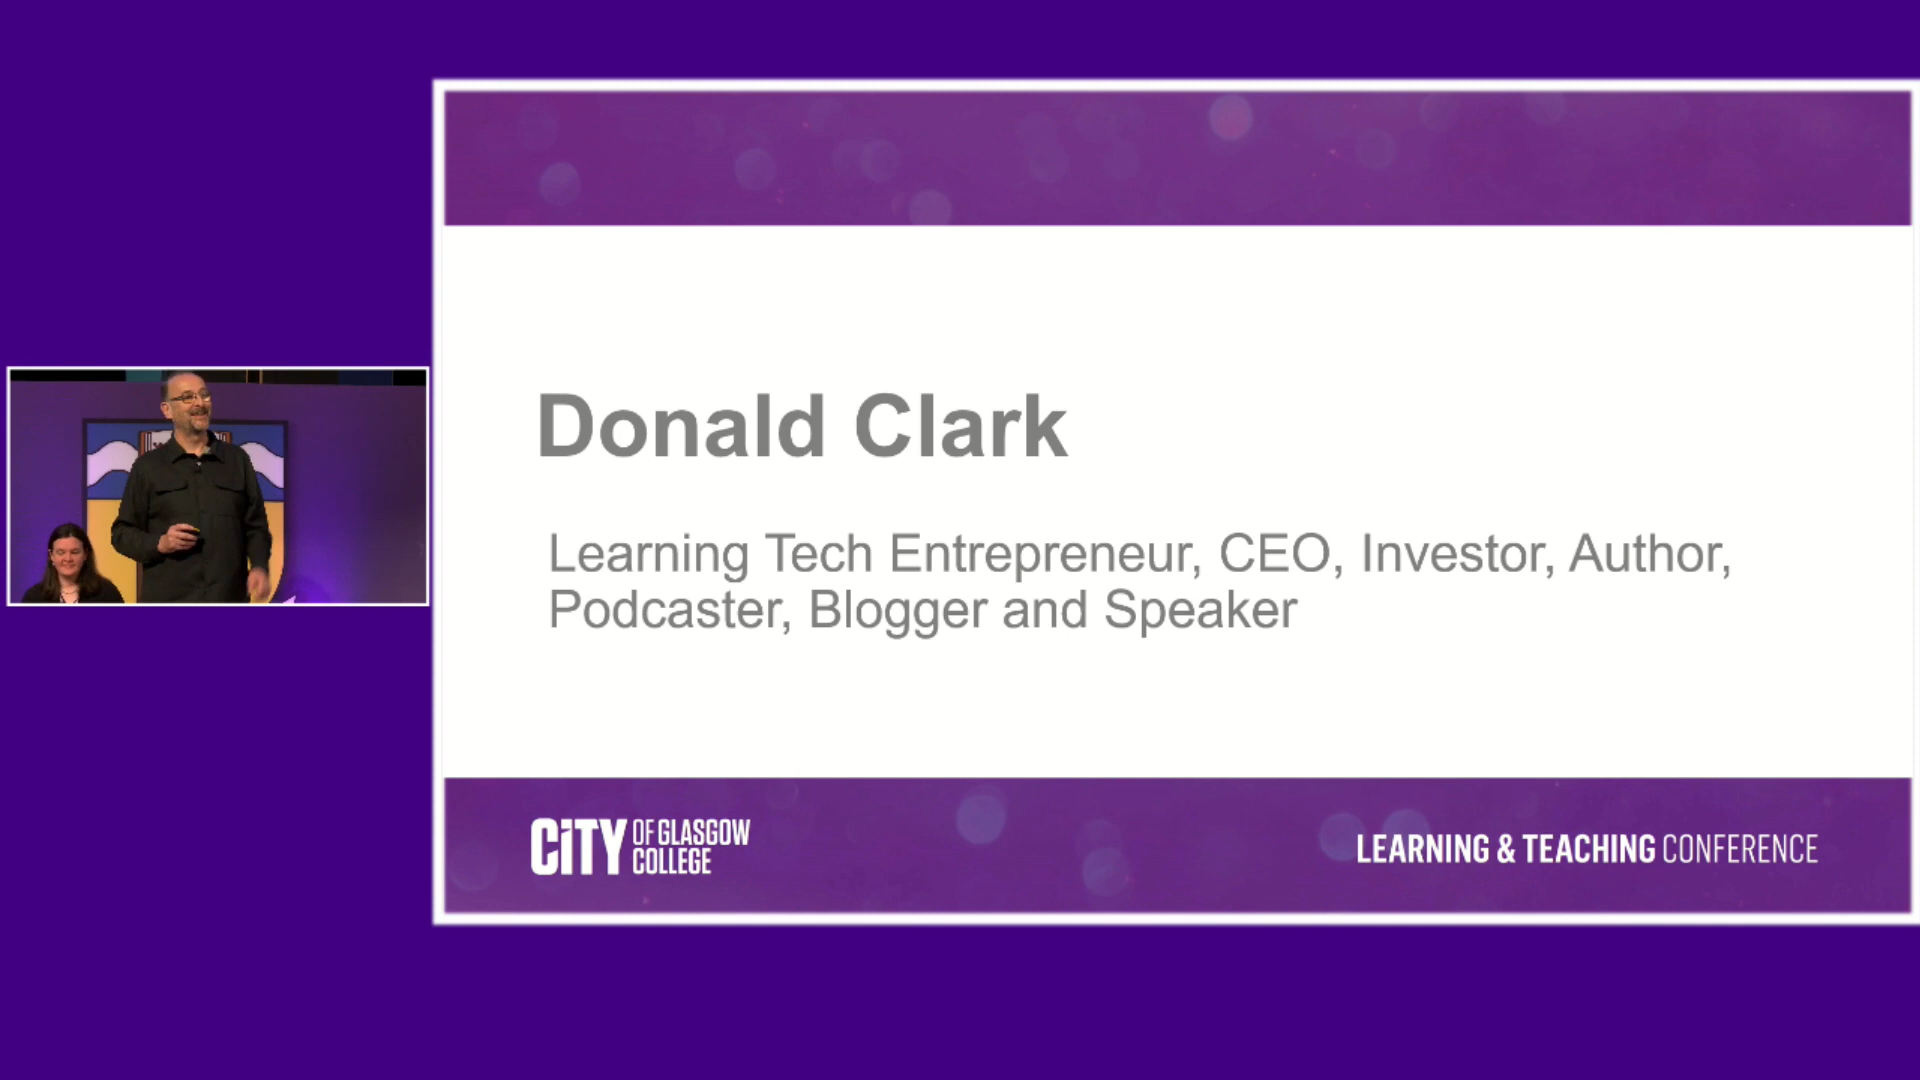 Donald Clark
Learning Tech Entrepreneur, CEO, Investor, Author,
Podcaster, Blogger and Speaker
CiTY OF GLASGOW
COLLEGE
LEARNING & TEACHING CONFERENCE